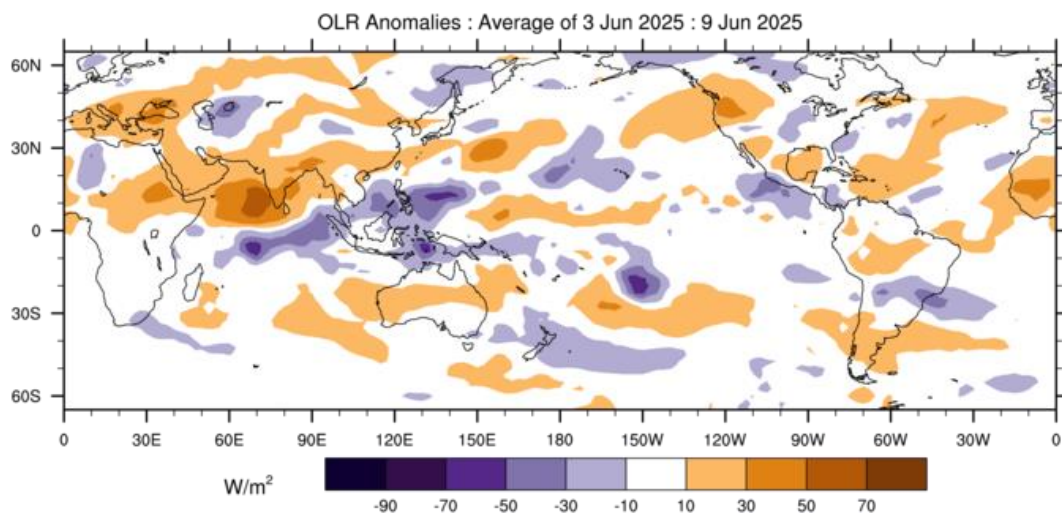 OLR Anomalies : Average of 3 Jun 2025 : 9 Jun 2025
60N
30N
0
30S
60S
0 30E 60E 90E 120E 150E 180 150W 120W 90W 60W 30W 0
W/m²
-90 -70 -50 -30 -10 10 30 50 70